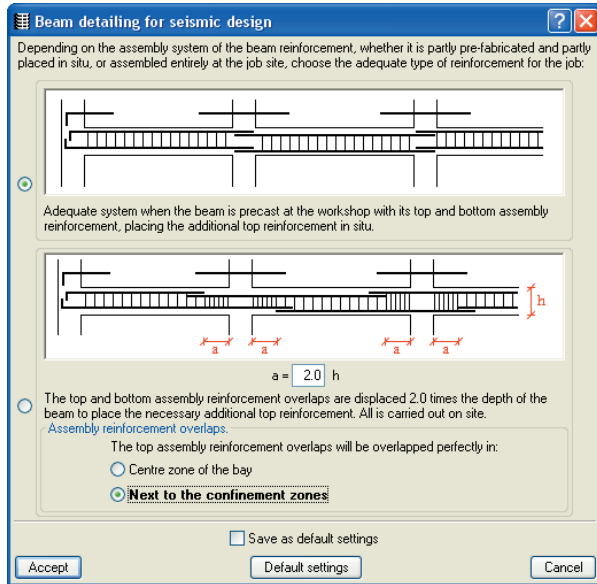 Beam detailing for seismic design
Depending on the assembly system of the beam reinforcement, whether it is partly pre-fabricated and partly
placed in situ, or assembled entirely at the job site, choose the adequate type of reinforcement for the job:
Adequate system when the beam is precast at the workshop with its top and bottom assembly
reinforcement, placing the additional top reinforcement in situ.
h
a a a a
a = 2.0 h
The top and bottom assembly reinforcement overlaps are displaced 2.0 times the depth of the
beam to place the necessary additional top reinforcement. All is carried out on site.
Assembly reinforcement overlaps.
The top assembly reinforcement overlaps will be overlapped perfectly in:
Centre zone of the bay
Next to the confinement zones
Save as default settings
Accept Default settings Cancel